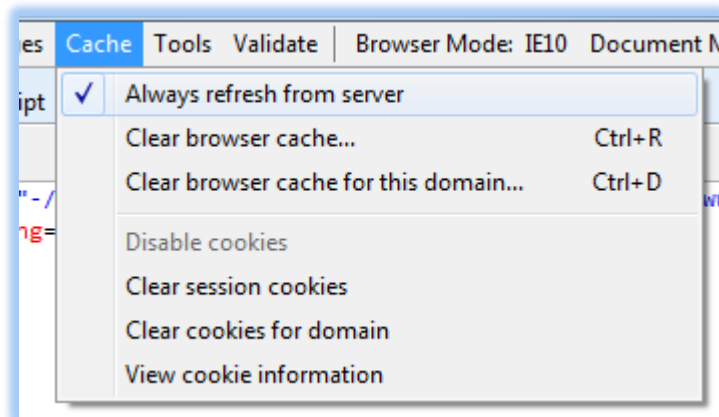 es Cache Tools Validate Browser Mode: IE10 Document M
ipt
✓ Always refresh from server
Clear browser cache... Ctrl+R
Clear browser cache for this domain... Ctrl+D
"-/
ng=
Disable cookies
Clear session cookies
Clear cookies for domain
View cookie information